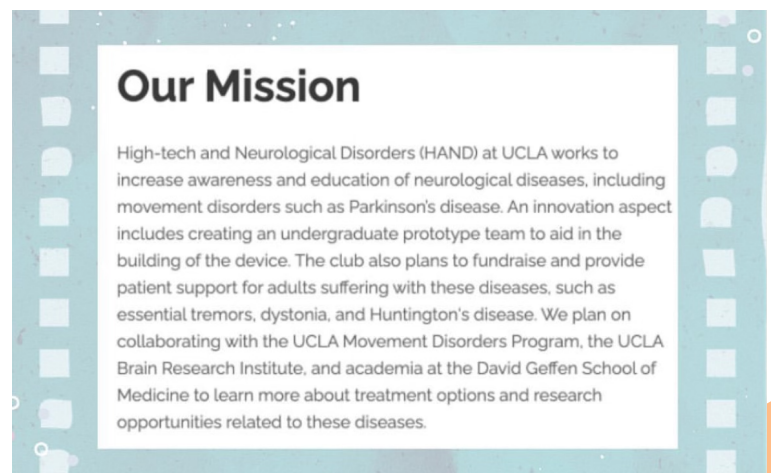 Our Mission
High-tech and Neurological Disorders (HAND) at UCLA works to
increase awareness and education of neurological diseases, including
movement disorders such as Parkinson's disease. An innovation aspect
includes creating an undergraduate prototype team to aid in the
building of the device. The club also plans to fundraise and provide
patient support for adults suffering with these diseases, such as
essential tremors, dystonia, and Huntington's disease. We plan on
collaborating with the UCLA Movement Disorders Program, the UCLA
Brain Research Institute, and academia at the David Geffen School of
Medicine to learn more about treatment options and research
opportunities related to these diseases.